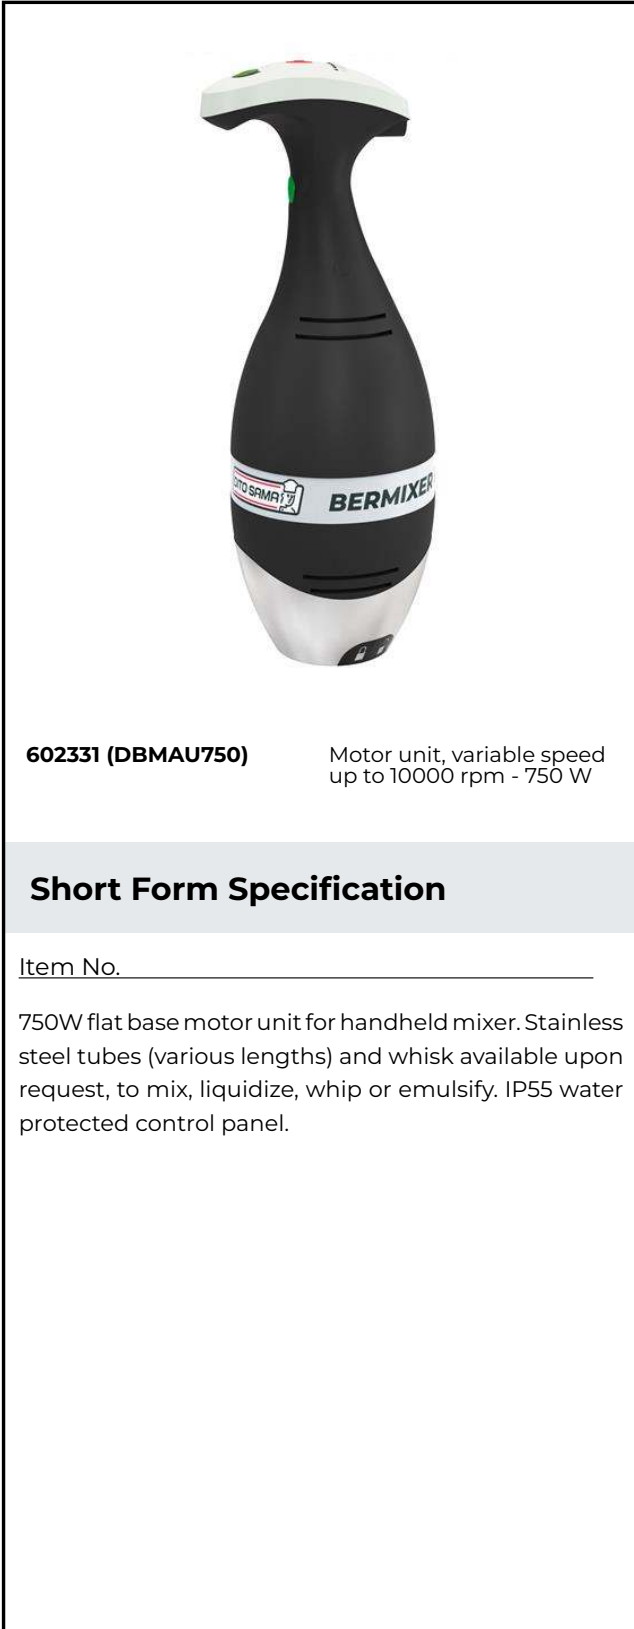 DITO SAMA
BERMIXER
602331 (DBMAU750)
Motor unit, variable speed
up to 10000 rpm - 750 W
Short Form Specification
Item No.
750W flat base motor unit for handheld mixer. Stainless
steel tubes (various lengths) and whisk available upon
request, to mix, liquidize, whip or emulsify. IP55 water
protected control panel.